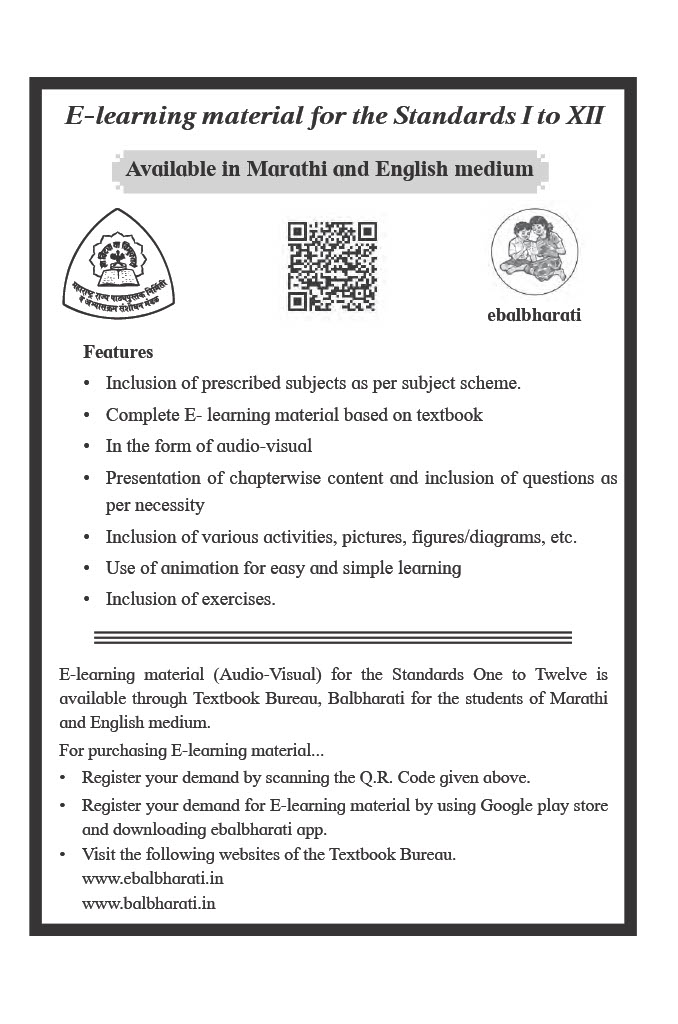 E-learning material for the Standards I to XII
Available in Marathi and English medium
महाराष्ट्र राज्य पाठ्यपुस्तक निर्मिती
व अभ्यासक्रम संशोधन मंडळ
ebalbharati
Features
• Inclusion of prescribed subjects as per subject scheme.
• Complete E- learning material based on textbook
• In the form of audio-visual
• Presentation of chapterwise content and inclusion of questions as
per necessity
• Inclusion of various activities, pictures, figures/diagrams, etc.
• Use of animation for easy and simple learning
• Inclusion of exercises.
E-learning material (Audio-Visual) for the Standards One to Twelve is
available through Textbook Bureau, Balbharati for the students of Marathi
and English medium.
For purchasing E-learning material...
• Register your demand by scanning the Q.R. Code given above.
• Register your demand for E-learning material by using Google play store
and downloading ebalbharati app.
• Visit the following websites of the Textbook Bureau.
www.ebalbharati.in
www.balbharati.in